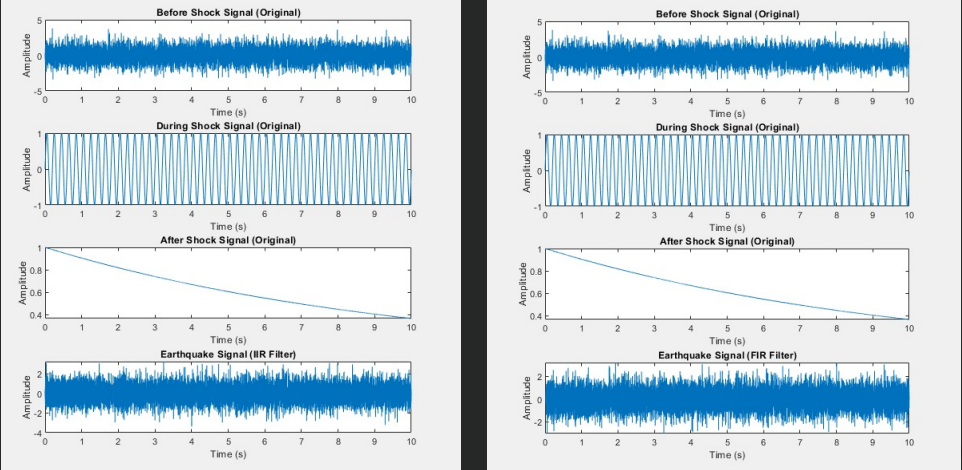 Before Shock Signal (Original)
Amplitude
5
0
-5
0 1 2 3 4 5 6 7 8 9 10
Time (s)
During Shock Signal (Original)
Amplitude
1
0
-1
0 1 2 3 4 5 6 7 8 9 10
Time (s)
After Shock Signal (Original)
Amplitude
1
0.8
0.6
0.4
0 1 2 3 4 5 6 7 8 9 10
Time (s)
Earthquake Signal (IIR Filter)
Amplitude
2
0
-2
-4
0 1 2 3 4 5 6 7 8 9 10
Time (s)
Before Shock Signal (Original)
Amplitude
5
0
-5
0 1 2 3 4 5 6 7 8 9 10
Time (s)
During Shock Signal (Original)
Amplitude
1
0
-1
0 1 2 3 4 5 6 7 8 9 10
Time (s)
After Shock Signal (Original)
Amplitude
1
0.8
0.6
0.4
0 1 2 3 4 5 6 7 8 9 10
Time (s)
Earthquake Signal (FIR Filter)
Amplitude
2
0
-2
0 1 2 3 4 5 6 7 8 9 10
Time (s)